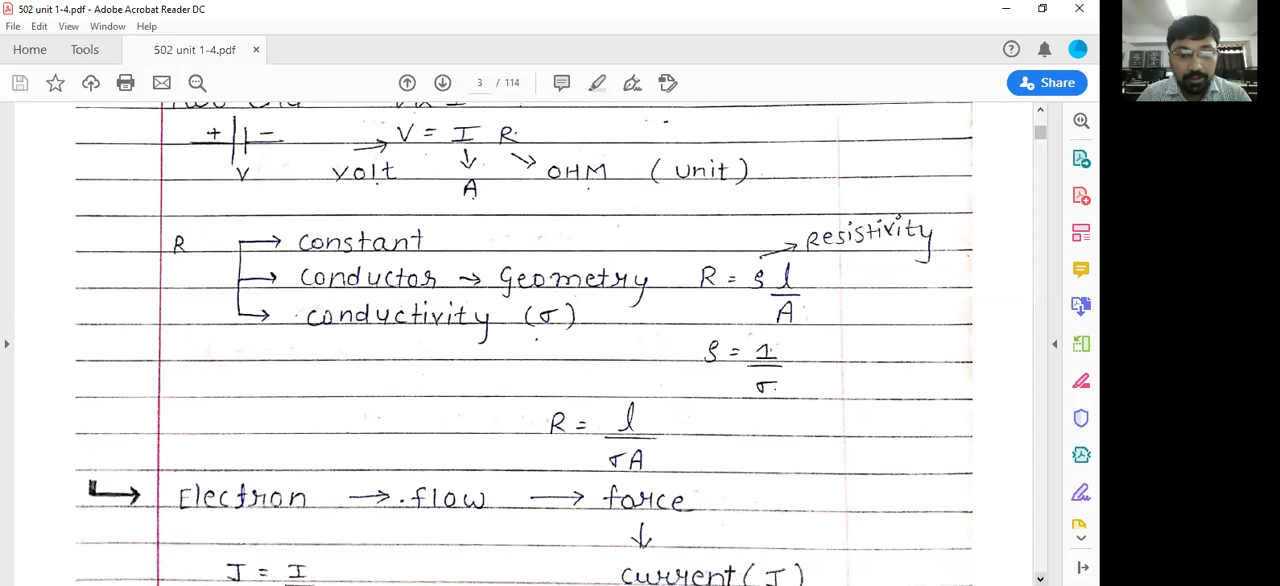 502 unit 1-4.pdf - Adobe Acrobat Reader DC
File Edit View Window Help
Home Tools 502 unit 1-4.pdf ×
3 / 114 Share
+ -
V
V = I R
volt A OHM (unit)
R → constant
→ conductor → Geometry
→ conductivity (σ)
→ Resistivity
R = ρ l / A
ρ = 1 / σ
R = l / σA
↳ Electron → flow → force
↓
J = I
current (J)